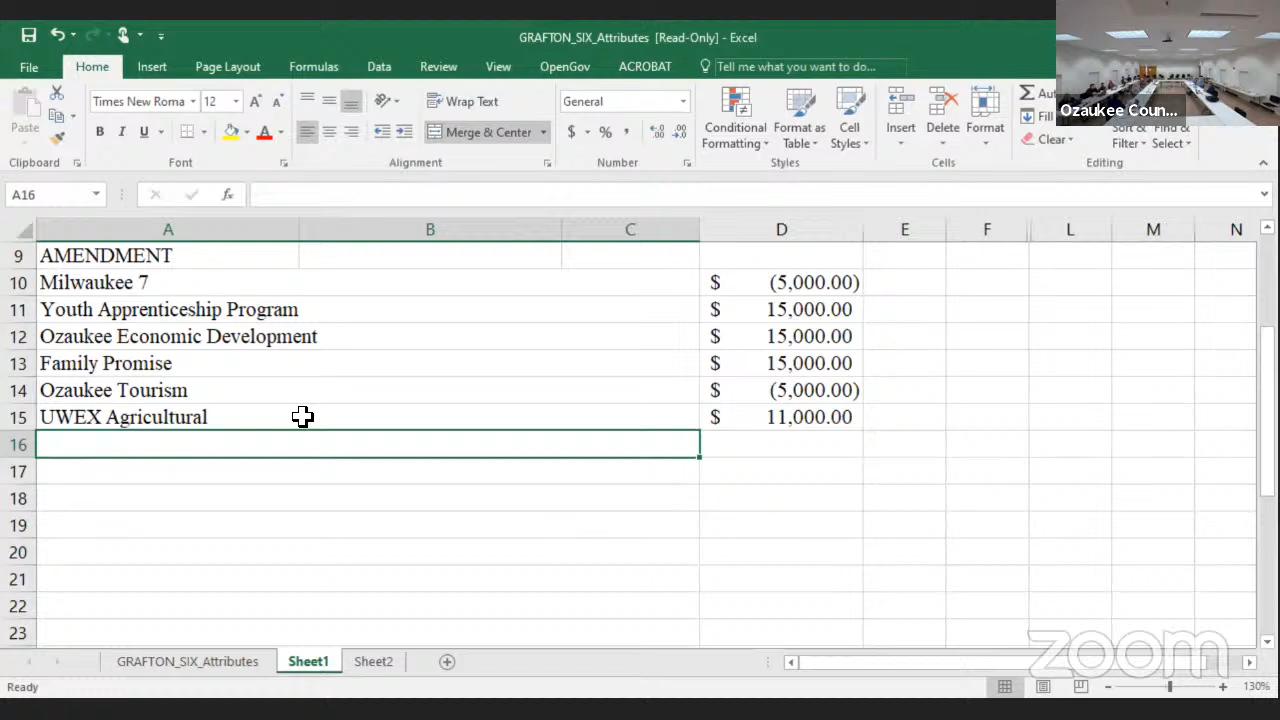 GRAFTON_SIX_Attributes [Read-Only] - Excel
File Home Insert Page Layout Formulas Data Review View OpenGov ACROBAT Tell me what you want to do...
Ozaukee Coun...
Paste
Times New Roma 12
B I U
Wrap Text
Merge & Center
General
$ %
Conditional Formatting
Format as Table
Cell Styles
Insert
Delete
Format
Fill
Clear
Sort & Filter
Find & Select
Clipboard Font Alignment Number Styles Cells Editing
A16 fx
A B C D E F L M N
9 AMENDMENT
10 Milwaukee 7 $ (5,000.00)
11 Youth Apprenticeship Program $ 15,000.00
12 Ozaukee Economic Development $ 15,000.00
13 Family Promise $ 15,000.00
14 Ozaukee Tourism $ (5,000.00)
15 UWEX Agricultural $ 11,000.00
16
17
18
19
20
21
22
23
GRAFTON_SIX_Attributes Sheet1 Sheet2
zoom
Ready 130%